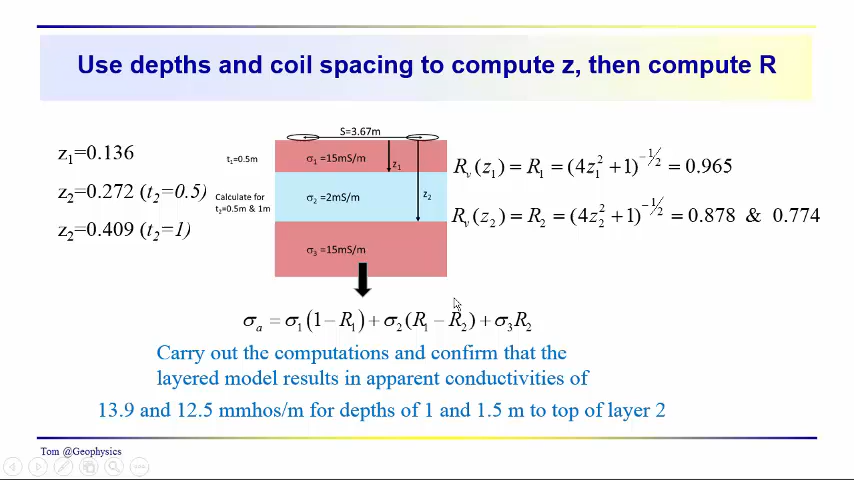 Use depths and coil spacing to compute z, then compute R
z₁=0.136
z₂=0.272 (t₂=0.5)
z₂=0.409 (t₂=1)
S=3.67m
t₁=0.5m
σ₁ =15mS/m
z₁
Calculate for
t₂=0.5m & 1m
σ₂ =2mS/m
z₂
σ₃ =15mS/m
Rᵥ(z₁) = R₁ = (4z₁² +1)^(-1/2) = 0.965
Rᵥ(z₂) = R₂ = (4z₂² +1)^(-1/2) = 0.878 & 0.774
σₐ = σ₁(1 − R₁) + σ₂(R₁ − R₂) + σ₃R₂
Carry out the computations and confirm that the
layered model results in apparent conductivities of
13.9 and 12.5 mmhos/m for depths of 1 and 1.5 m to top of layer 2
Tom @Geophysics